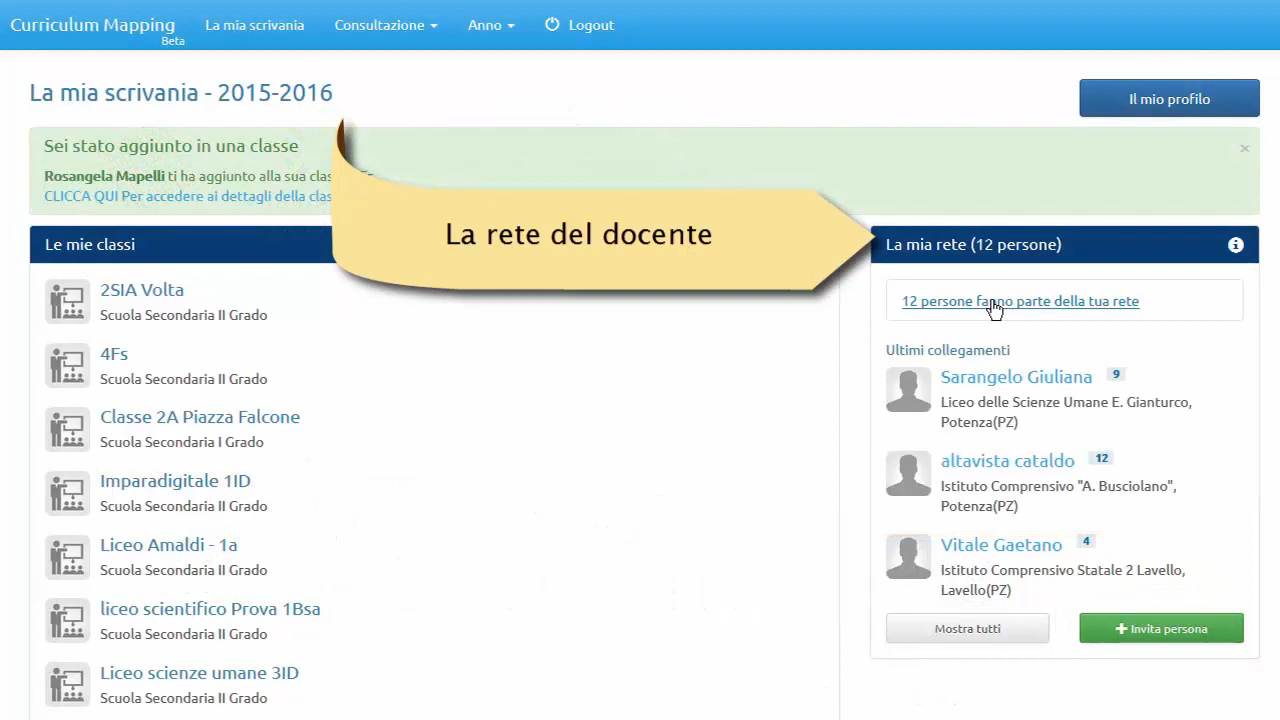 Curriculum Mapping
Beta
La mia scrivania
Consultazione
Anno
Logout
La mia scrivania - 2015-2016
Il mio profilo
Sei stato aggiunto in una classe
×
Rosangela Mapelli ti ha aggiunto alla sua
CLICCA QUI Per accedere ai dettagli della
La rete del docente
Le mie classi
2SIA Volta
Scuola Secondaria II Grado
4Fs
Scuola Secondaria II Grado
Classe 2A Piazza Falcone
Scuola Secondaria I Grado
Imparadigitale 1ID
Scuola Secondaria II Grado
Liceo Amaldi - 1a
Scuola Secondaria II Grado
liceo scientifico Prova 1Bsa
Scuola Secondaria II Grado
Liceo scienze umane 3ID
Scuola Secondaria II Grado
La mia rete (12 persone)
12 persone fanno parte della tua rete
Ultimi collegamenti
Sarangelo Giuliana 9
Liceo delle Scienze Umane E. Gianturco,
Potenza(PZ)
altavista cataldo 12
Istituto Comprensivo "A. Busciolano",
Potenza(PZ)
Vitale Gaetano 4
Istituto Comprensivo Statale 2 Lavello,
Lavello(PZ)
Mostra tutti
Invita persona